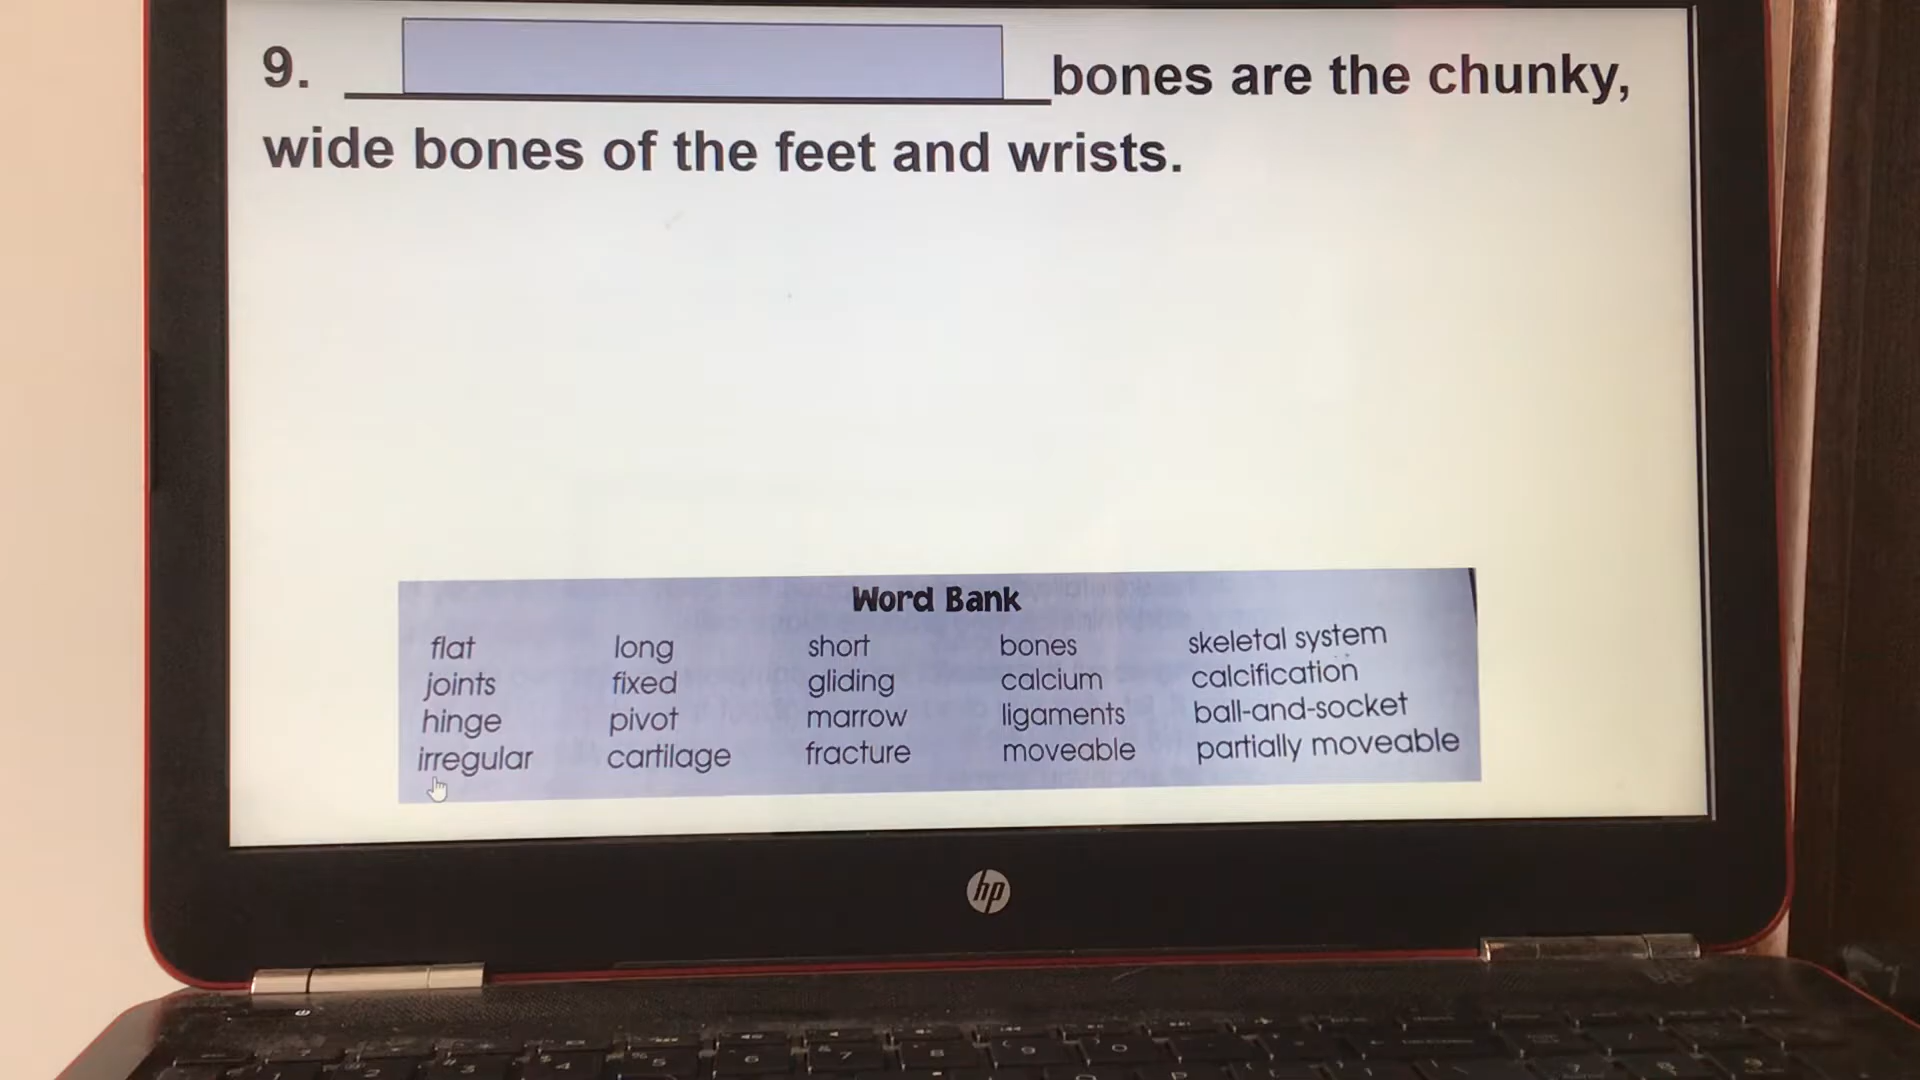 9. bones are the chunky,
wide bones of the feet and wrists.
Word Bank
flat long short bones skeletal system
joints fixed gliding calcium calcification
hinge pivot marrow ligaments ball-and-socket
irregular cartilage fracture moveable partially moveable
hp